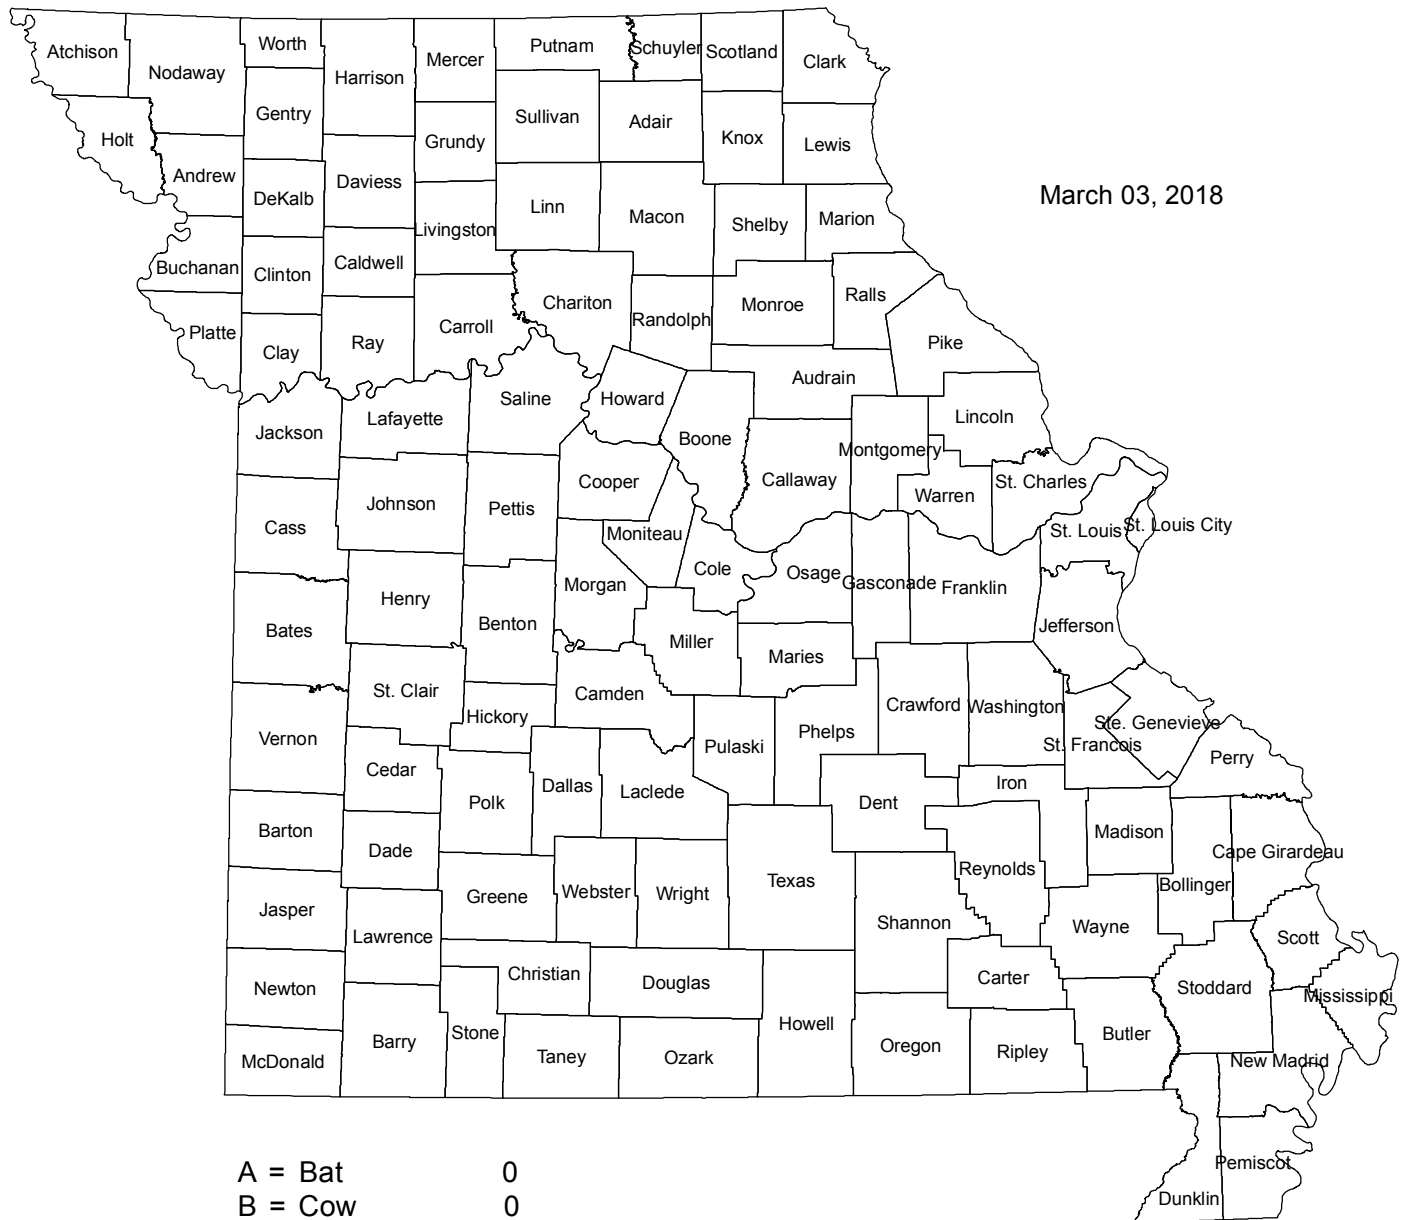 Atchison
Nodaway
Worth
Harrison
Mercer
Putnam
Schuyler
Scotland
Clark
Gentry
Holt
Sullivan
Adair
Knox
Lewis
Grundy
Andrew
DeKalb
Daviess
Linn
Macon
Shelby
Marion
March 03, 2018
Livingston
Buchanan
Clinton
Caldwell
Chariton
Randolph
Monroe
Ralls
Platte
Clay
Ray
Carroll
Pike
Audrain
Saline
Howard
Lafayette
Jackson
Boone
Lincoln
Montgomery
Cooper
Callaway
Warren
St. Charles
Johnson
Pettis
Cass
Moniteau
St. Louis
St. Louis City
Cole
Osage
Gasconade
Franklin
Morgan
Henry
Benton
Bates
Miller
Jefferson
Maries
St. Clair
Camden
Hickory
Crawford
Washington
Ste. Genevieve
Vernon
Pulaski
Phelps
St. Francois
Perry
Cedar
Polk
Dallas
Laclede
Dent
Iron
Barton
Dade
Madison
Cape Girardeau
Reynolds
Texas
Bollinger
Greene
Webster
Wright
Jasper
Shannon
Wayne
Lawrence
Scott
Christian
Douglas
Carter
Newton
Stoddard
Mississippi
Howell
Stone
Barry
Butler
McDonald
Taney
Ozark
Oregon
Ripley
New Madrid
Pemiscot
Dunklin
A = Bat 0
B = Cow 0